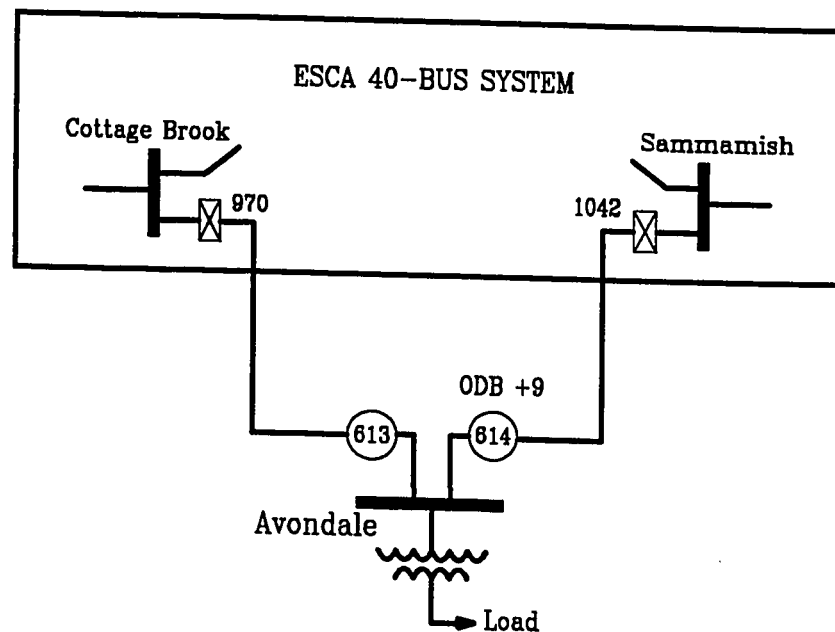 ESCA 40-BUS SYSTEM
Cottage Brook
Sammamish
970
1042
ODB +9
613
614
Avondale
Load